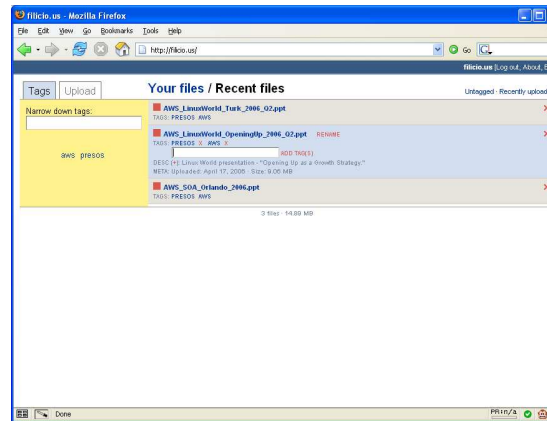 filicio.us - Mozilla Firefox
File Edit View Go Bookmarks Tools Help
http://filicio.us/ Go
filicio.us [Log out, About,
Tags Upload
Your files / Recent files
Untagged · Recently upload
Narrow down tags:
aws presos
AWS_LinuxWorld_Turk_2006_Q2.ppt
TAGS: PRESOS AWS
AWS_LinuxWorld_OpeningUp_2006_Q2.ppt RENAME
TAGS: PRESOS X AWS X
ADD TAG(S)
DESC [+]: Linux World presentation - "Opening Up as a Growth Strategy."
META: Uploaded: April 17, 2006 · Size: 9.06 MB
AWS_SOA_Orlando_2006.ppt
TAGS: PRESOS AWS
3 files · 14.88 MB
Done